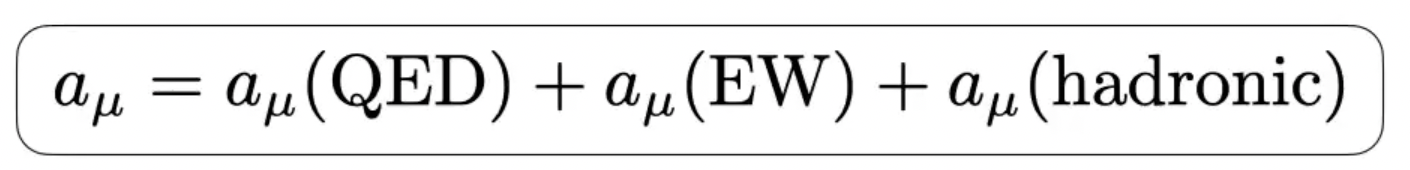 a_μ = a_μ(QED) + a_μ(EW) + a_μ(hadronic)